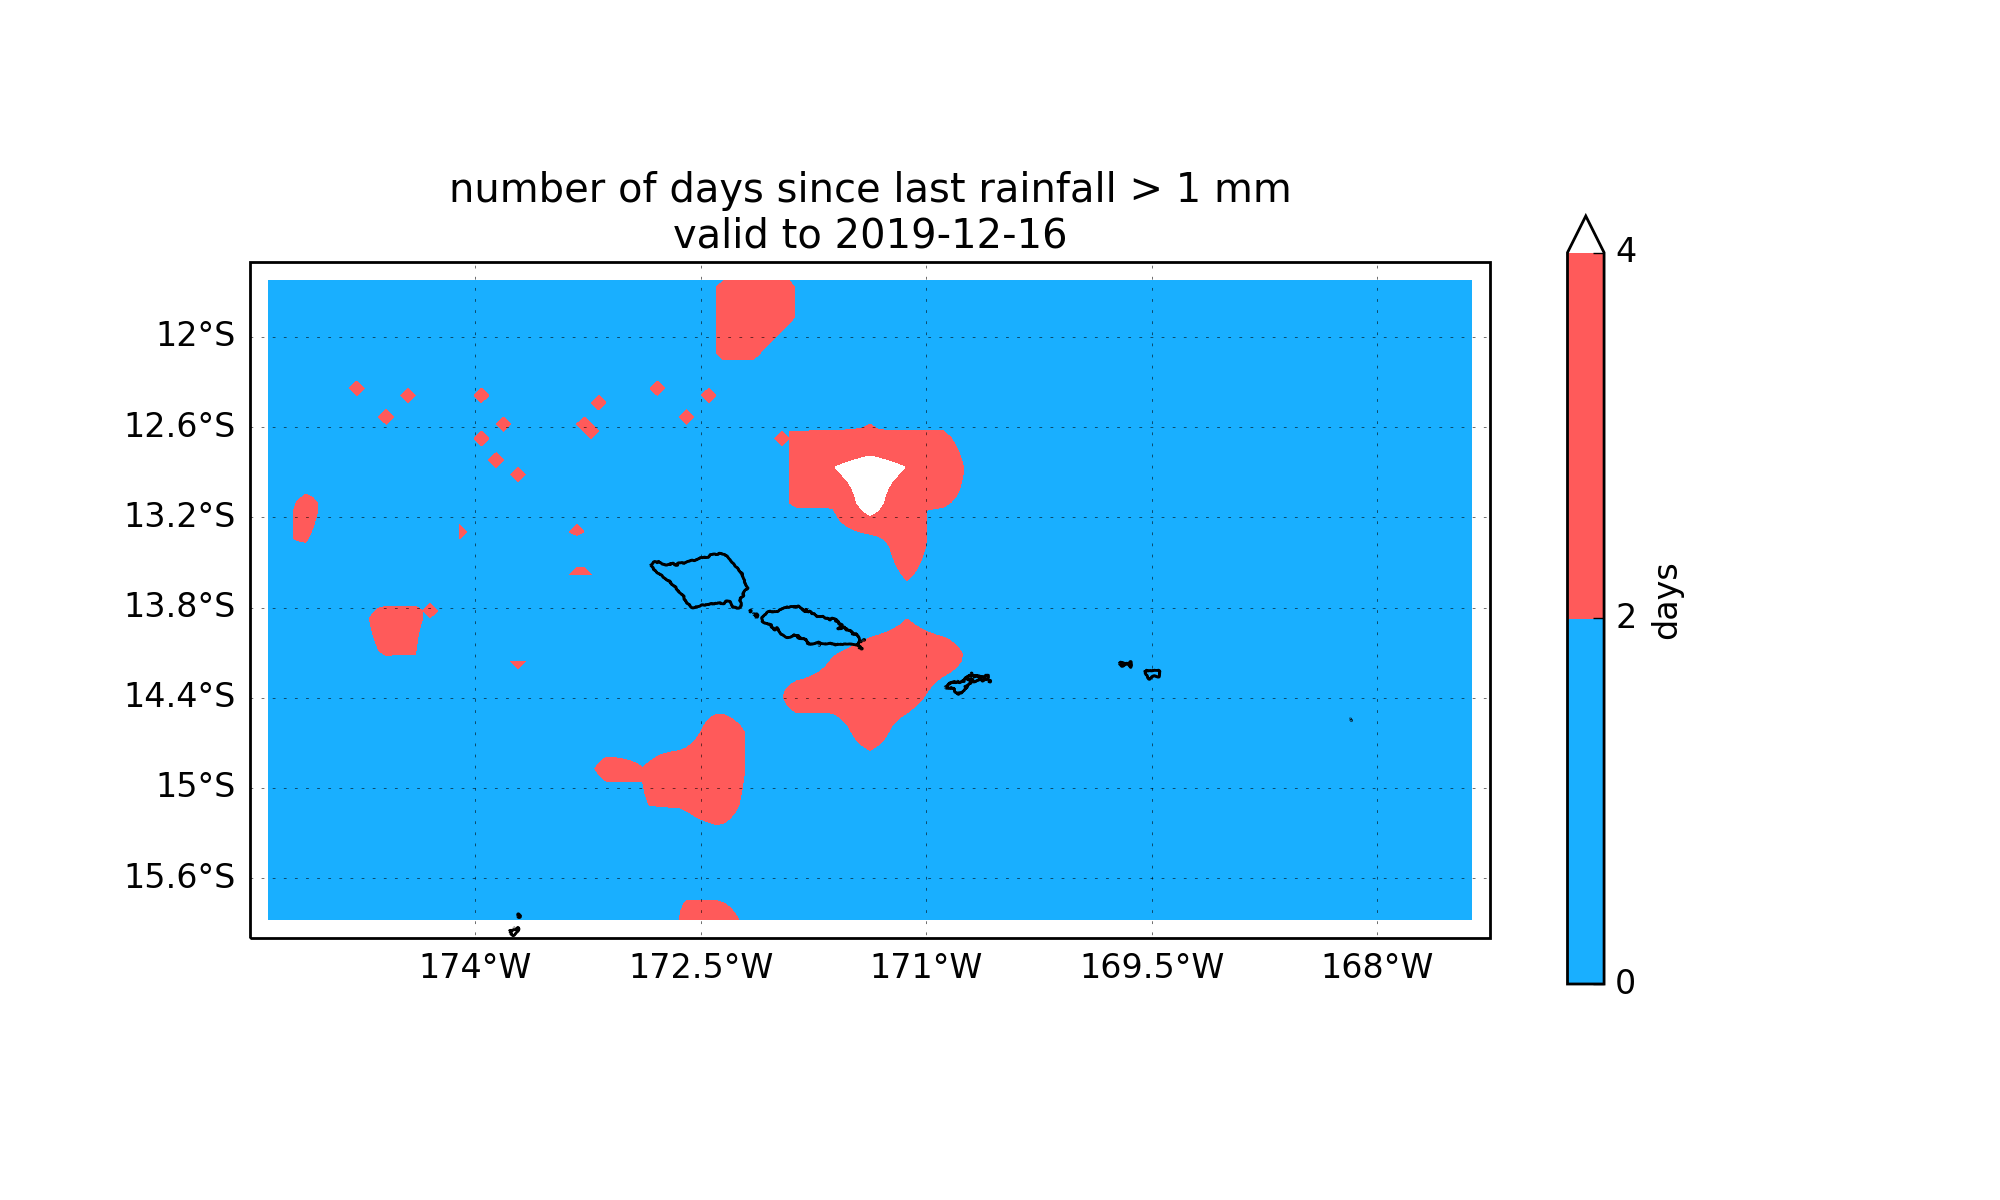 number of days since last rainfall > 1 mm
valid to 2019-12-16
12°S
12.6°S
13.2°S
13.8°S
14.4°S
15°S
15.6°S
174°W
172.5°W
171°W
169.5°W
168°W
4
2
0
days